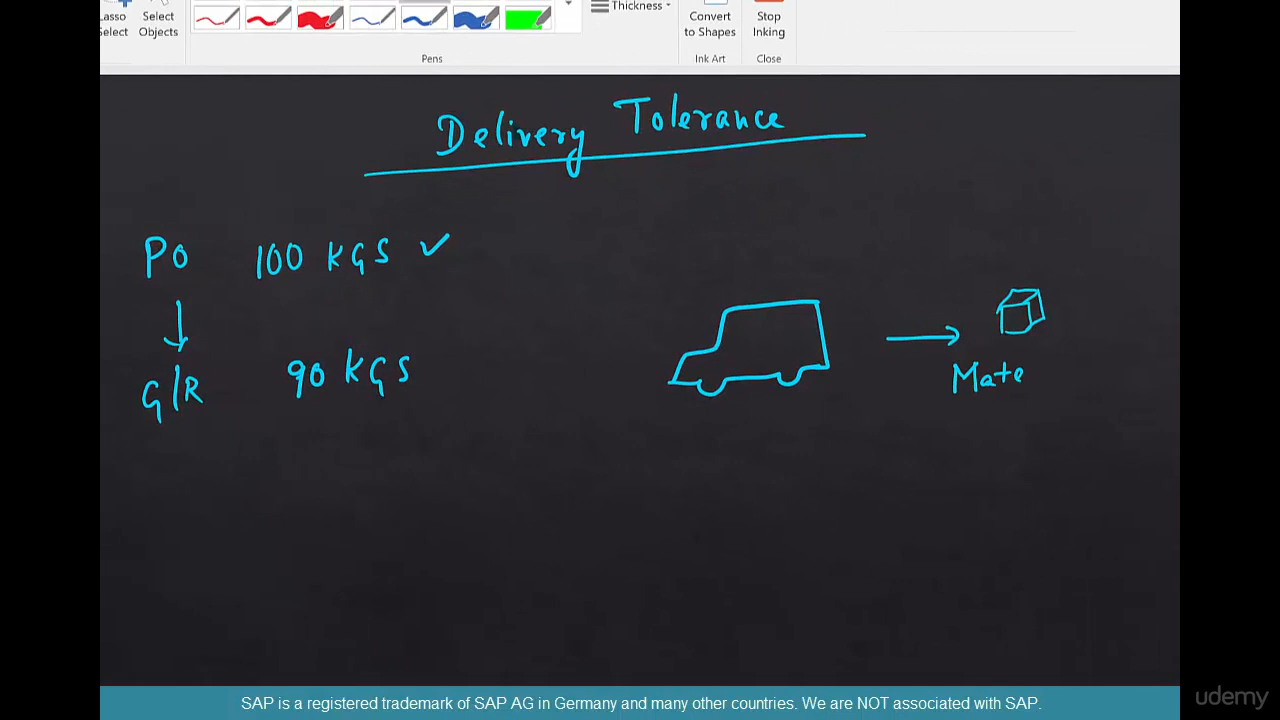 Lasso
Select
Select
Objects
Thickness
Convert
to Shapes
Stop
Inking
Pens
Ink Art
Close
Delivery Tolerance
PO 100 KGS ✓
G/R 90 KGS
Mate
SAP is a registered trademark of SAP AG in Germany and many other countries. We are NOT associated with SAP.
udemy